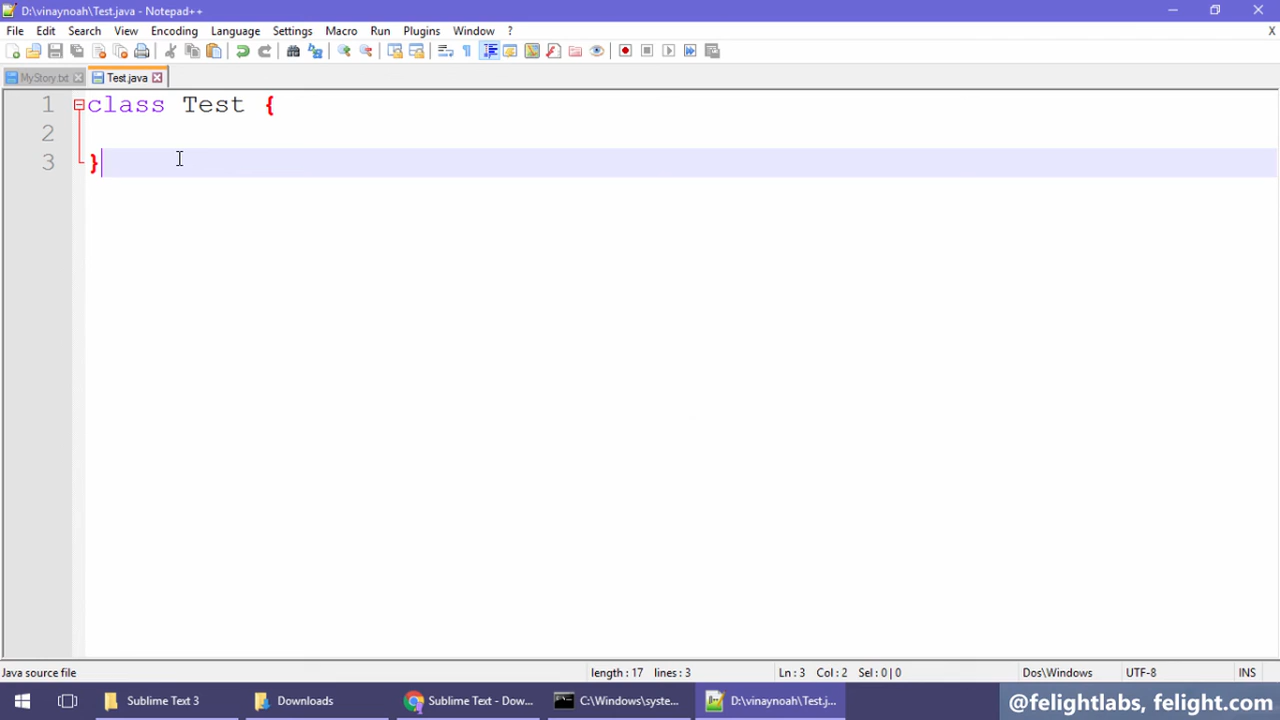 D:\vinaynoah\Test.java - Notepad++
File Edit Search View Encoding Language Settings Macro Run Plugins Window ? X
MyStory.txt Test.java
1 class Test {
2
3 }
Java source file length : 17 lines : 3 Ln : 3 Col : 2 Sel : 0 | 0 Dos\Windows UTF-8 INS
Sublime Text 3 Downloads Sublime Text - Dow... C:\Windows\syste... D:\vinaynoah\Test.j... @felightlabs, felight.com